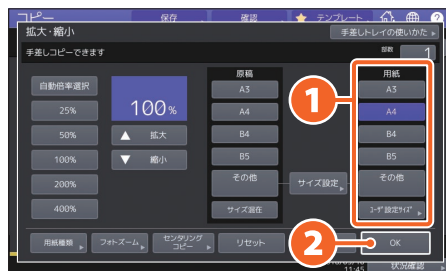 コピー 保存 確認 テンプレート
拡大・縮小 手差しトレイの使いかた
手差しコピーできます 部数 1
原稿 用紙
自動倍率選択 A3 A3
25% 100% A4 A4
50% 拡大 B4 B4
100% 縮小 B5 B5
200% その他 サイズ設定 その他
400% サイズ混在 ユーザ設定サイズ
用紙種類 フォトズーム センタリングコピー リセット OK
1
2
11:45 状況確認